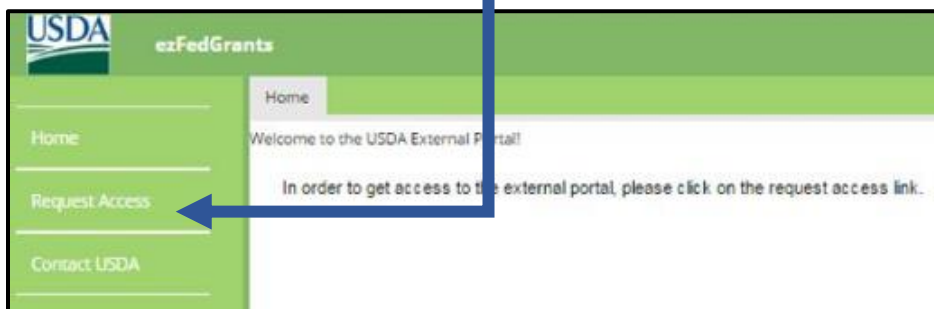 USDA
ezFedGrants
Home
Home
Welcome to the USDA External Portal!
In order to get access to the external portal, please click on the request access link.
Request Access
Contact USDA